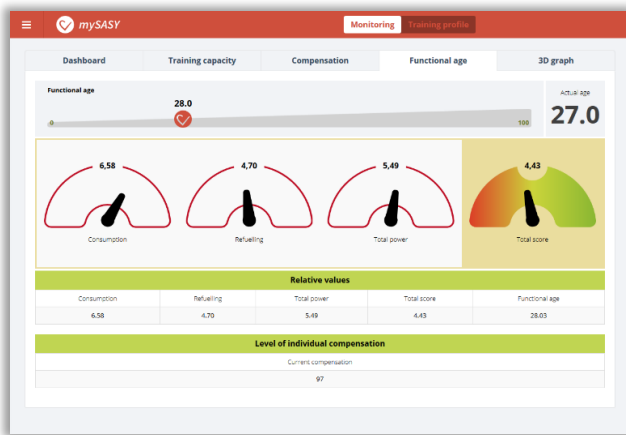 mySASY
Monitoring Training profile
Dashboard Training capacity Compensation Functional age 3D graph
Functional age
28.0
0 100
Actual age
27.0
6,58 4,70 5,49 4,43
Consumption Refuelling Total power Total score
Relative values
Consumption Refuelling Total power Total score Functional age
6.58 4.70 5.49 4.43 28.03
Level of individual compensation
Current compensation
97